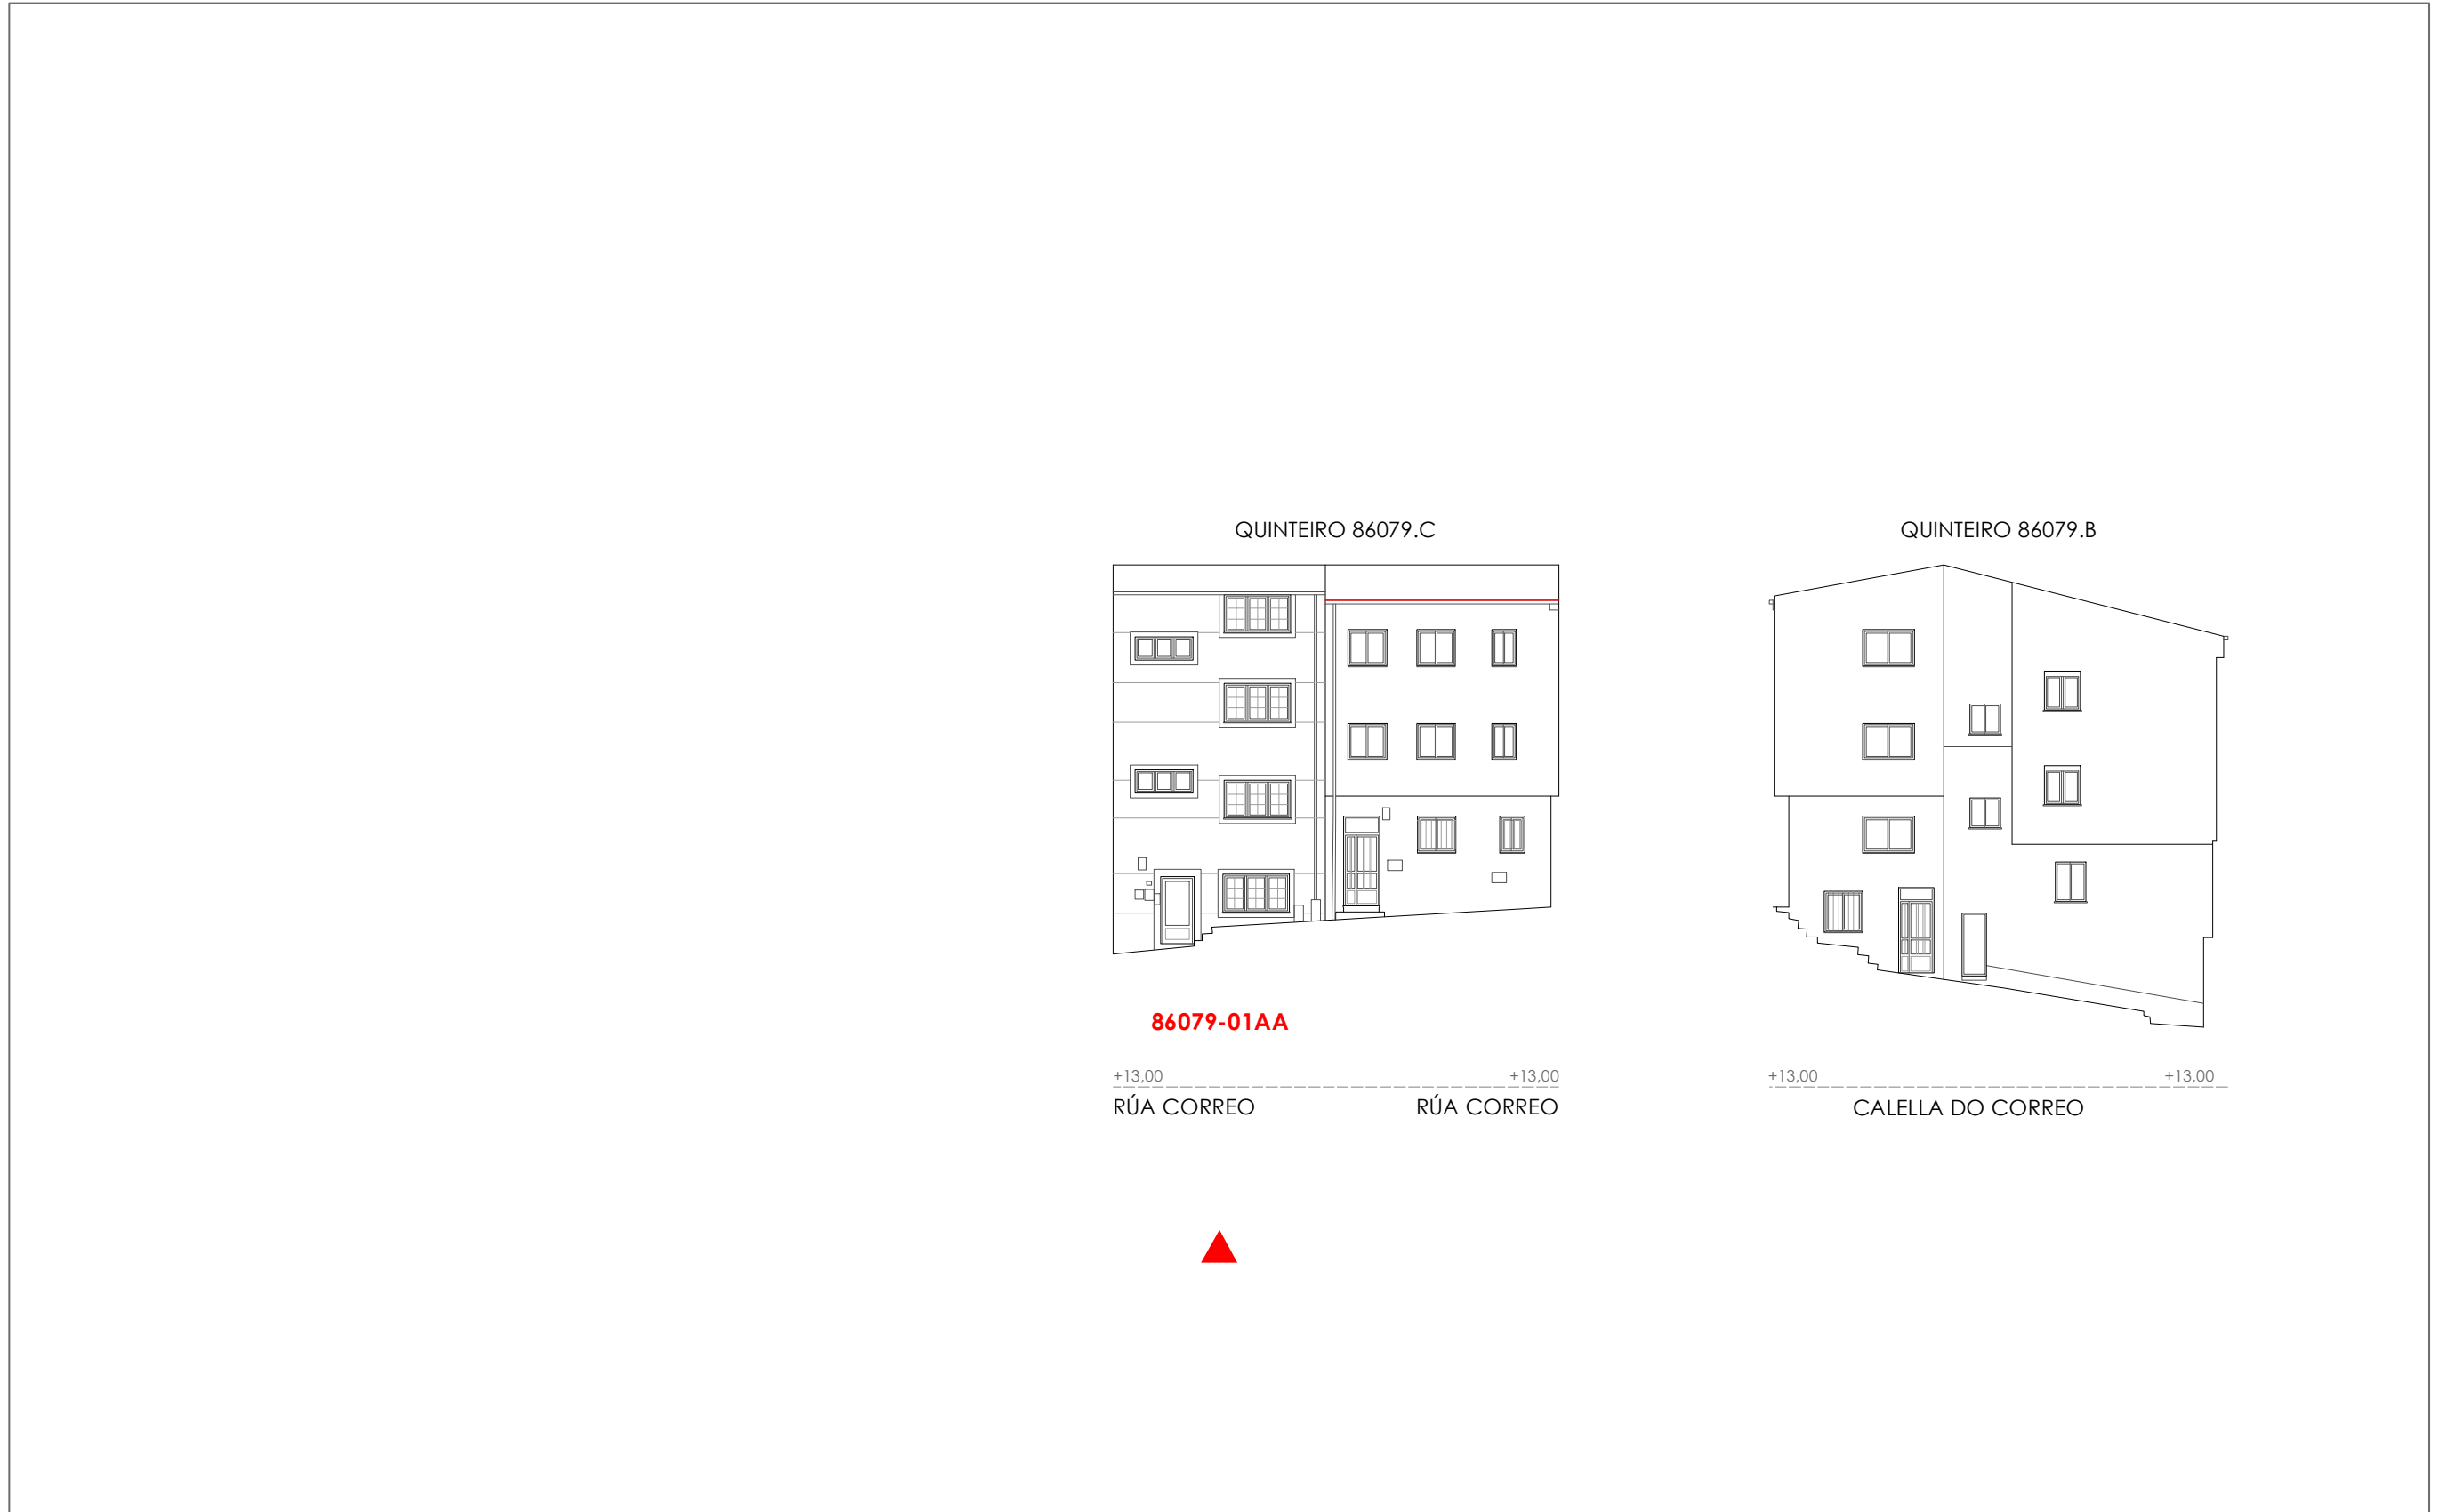 QUINTEIRO 86079.C
QUINTEIRO 86079.B
86079-01AA
+13,00 +13,00
RÚA CORREO RÚA CORREO
+13,00 +13,00
CALELLA DO CORREO